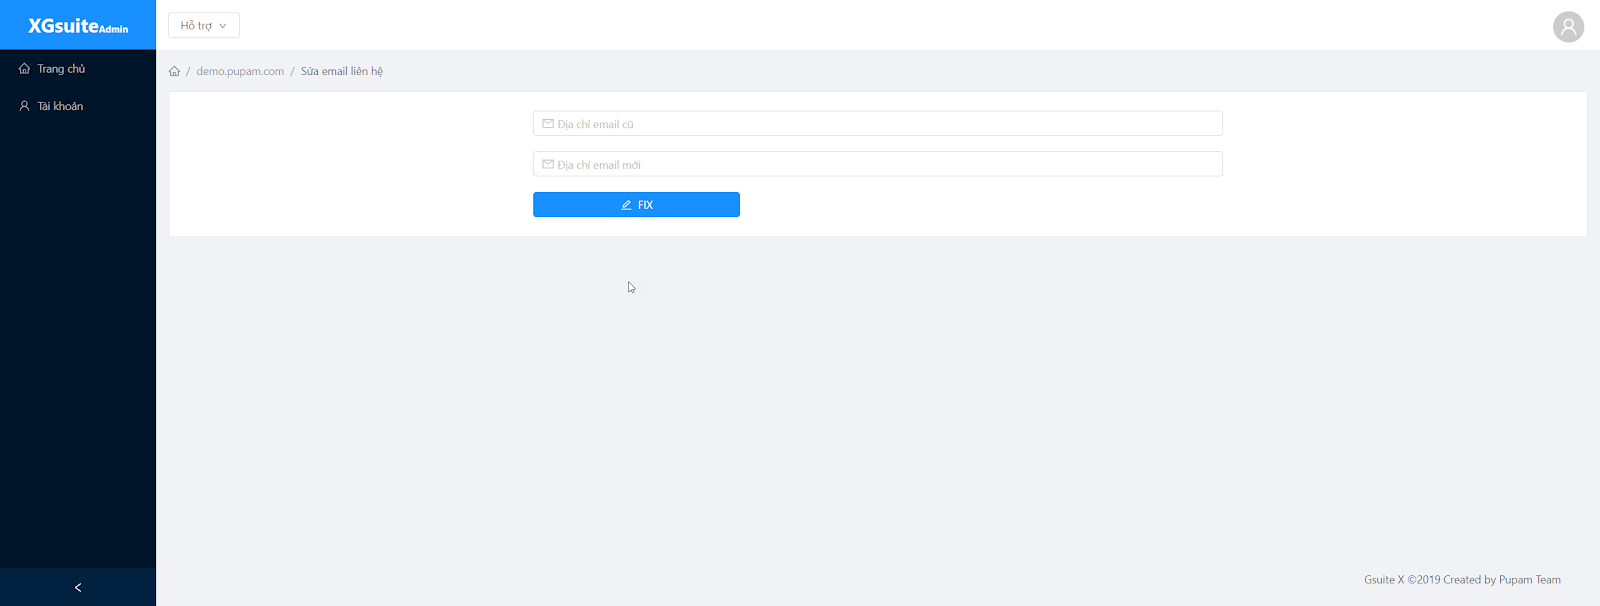 XGsuiteAdmin
Hỗ trợ
Trang chủ
Tài khoản
/ demo.pupam.com / Sửa email liên hệ
Địa chỉ email cũ
Địa chỉ email mới
FIX
Gsuite X ©2019 Created by Pupam Team